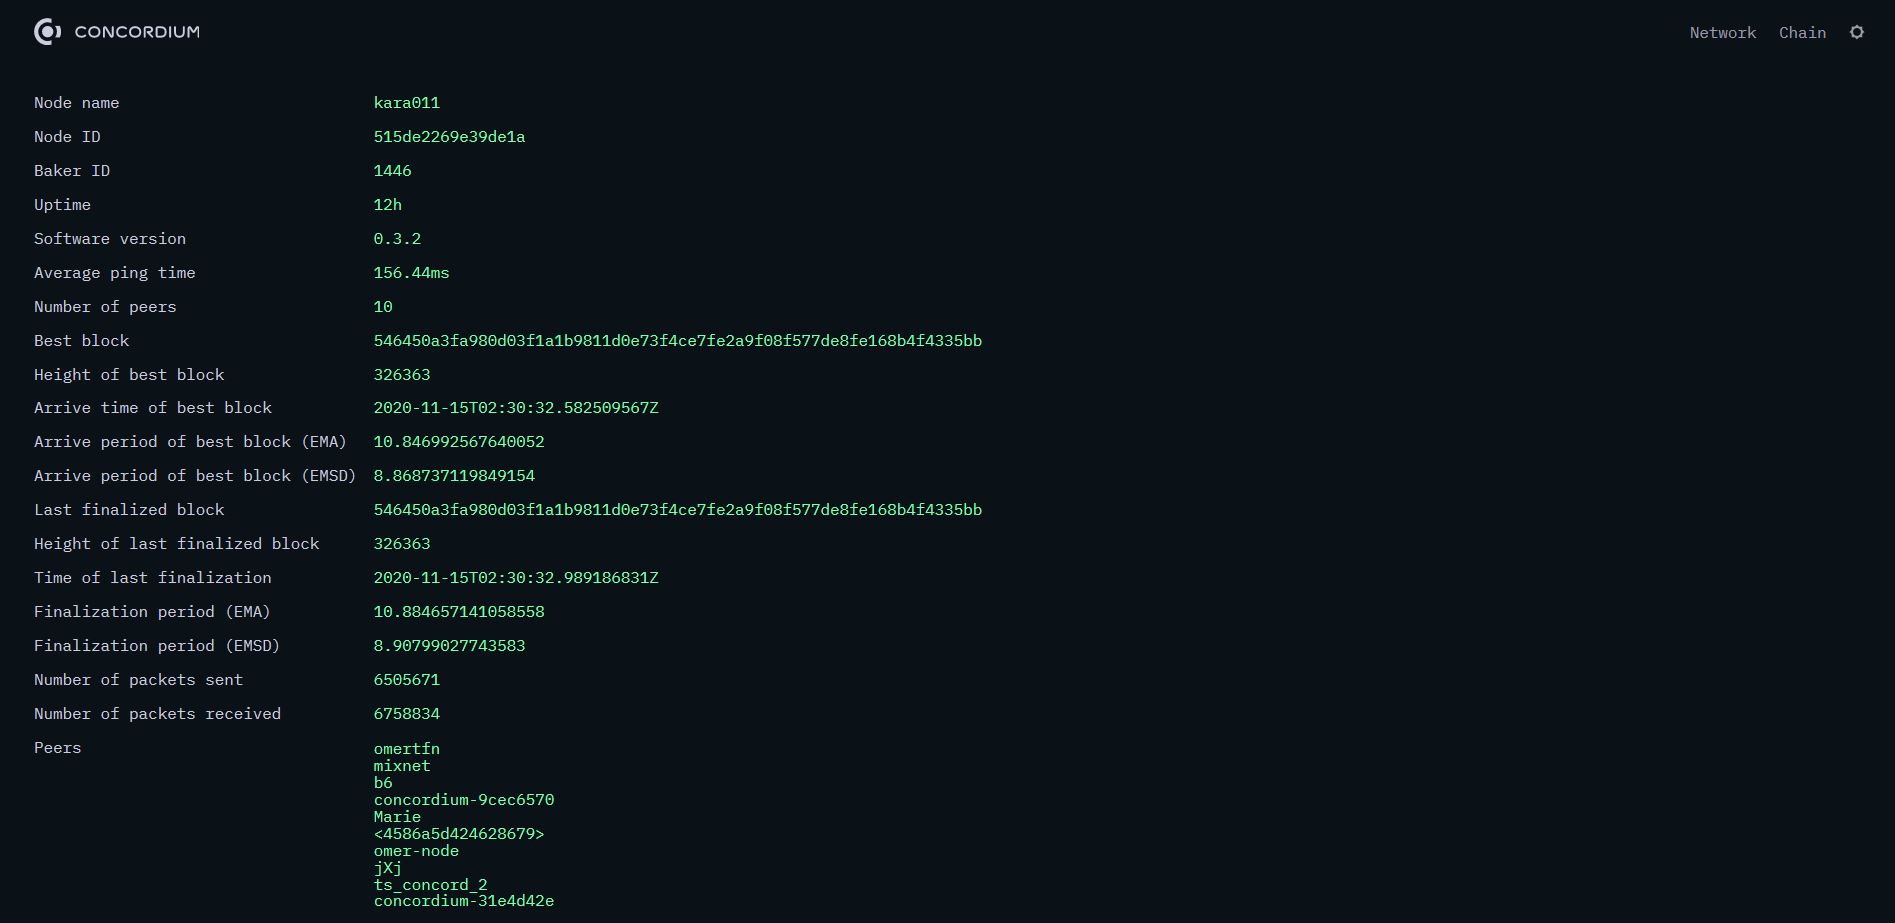 CONCORDIUM
Network Chain
Node name kara011
Node ID 515de2269e39de1a
Baker ID 1446
Uptime 12h
Software version 0.3.2
Average ping time 156.44ms
Number of peers 10
Best block 546450a3fa980d03f1a1b9811d0e73f4ce7fe2a9f08f577de8fe168b4f4335bb
Height of best block 326363
Arrive time of best block 2020-11-15T02:30:32.582509567Z
Arrive period of best block (EMA) 10.846992567640052
Arrive period of best block (EMSD) 8.868737119849154
Last finalized block 546450a3fa980d03f1a1b9811d0e73f4ce7fe2a9f08f577de8fe168b4f4335bb
Height of last finalized block 326363
Time of last finalization 2020-11-15T02:30:32.989186831Z
Finalization period (EMA) 10.884657141058558
Finalization period (EMSD) 8.90799027743583
Number of packets sent 6505671
Number of packets received 6758834
Peers omertfn
mixnet
b6
concordium-9cec6570
Marie
<4586a5d424628679>
omer-node
jXj
ts_concord_2
concordium-31e4d42e